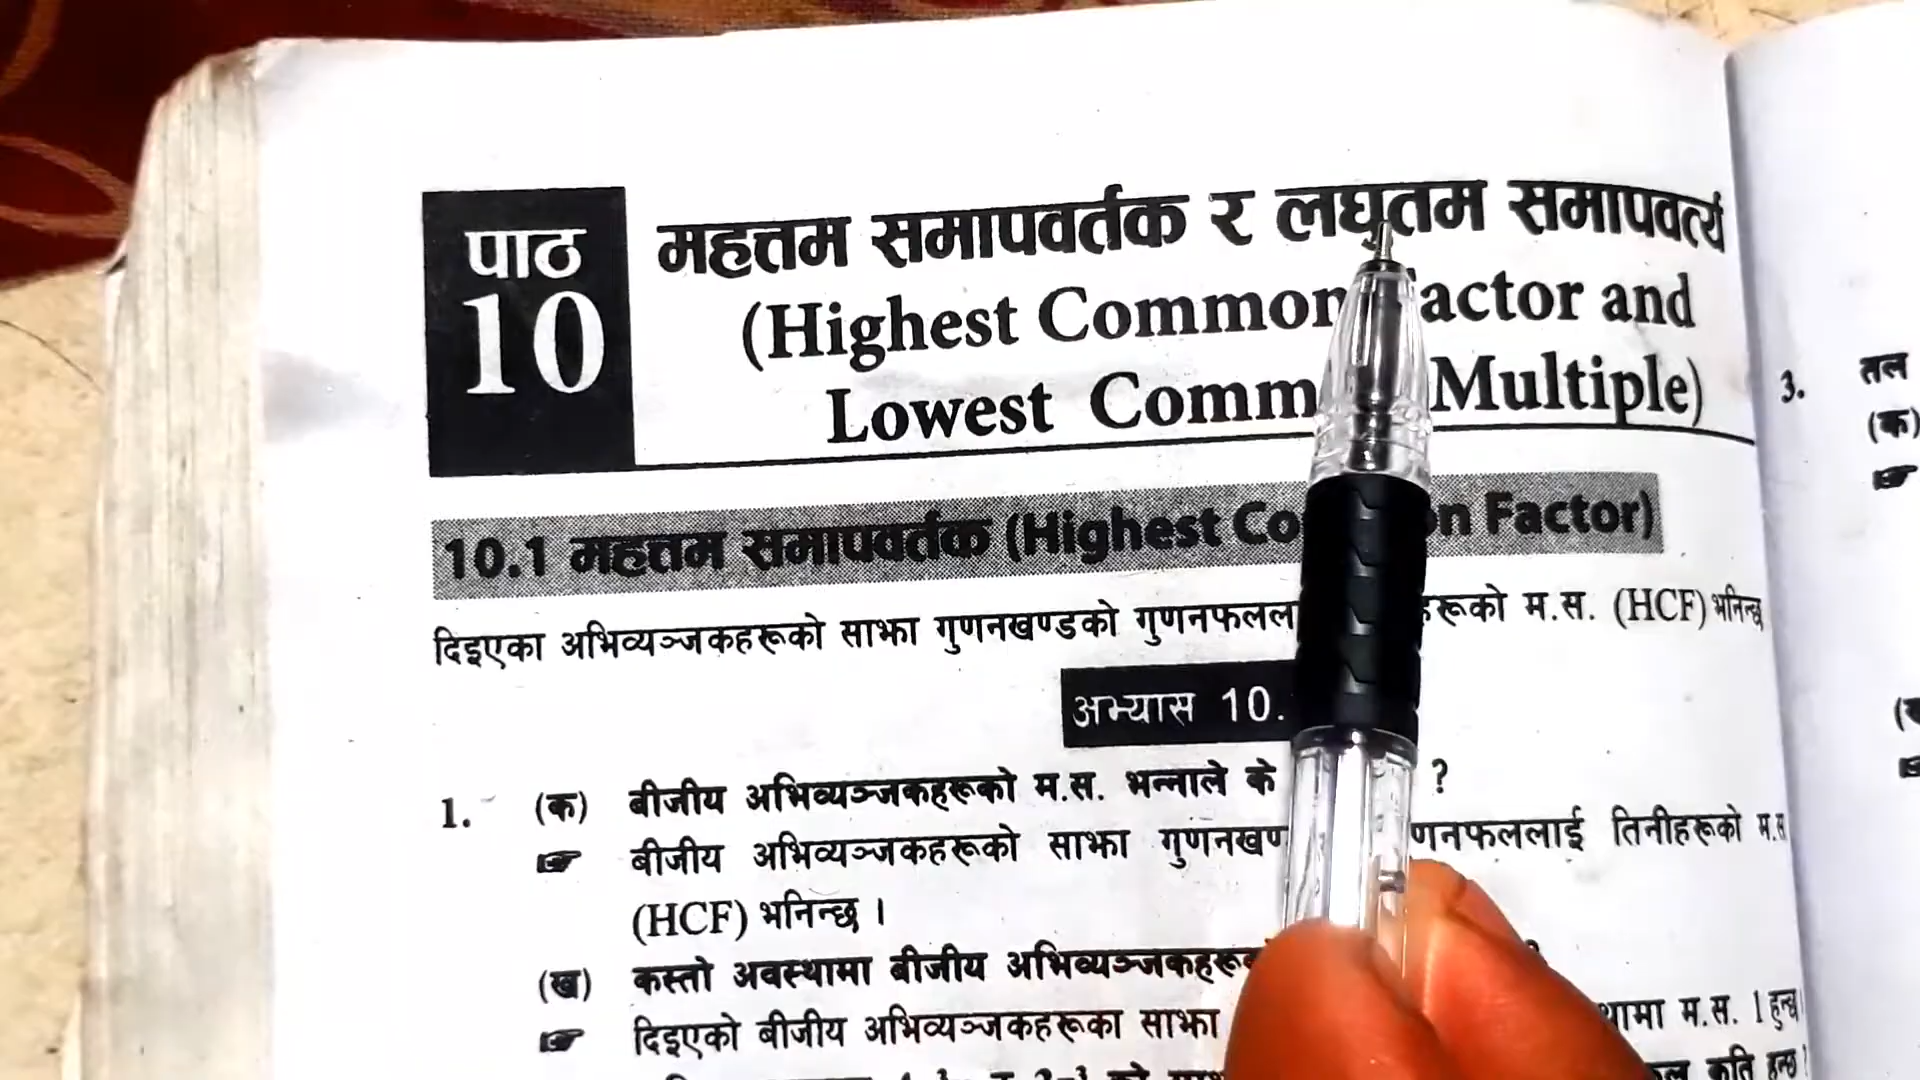 पाठ
10
महत्तम समापवर्तक र लघुतम समापवर्त्य
(Highest Common actor and
Lowest Comm Multiple)
10.1 महत्तम समापवर्तक (Highest Co n Factor)
दिइएका अभिव्यञ्जकहरूको साझा गुणनखण्डको गुणनफलल हरूको म.स. (HCF) भनिन्छ
अभ्यास 10.
1. (क) बीजीय अभिव्यञ्जकहरूको म.स. भन्नाले के ?
☞ बीजीय अभिव्यञ्जकहरूको साझा गुणनखण णनफललाई तिनीहरूको म.स
(HCF) भनिन्छ ।
(ख) कस्तो अवस्थामा बीजीय अभिव्यञ्जकहरूक
☞ दिइएको बीजीय अभिव्यञ्जकहरूका साझा थामा म.स. 1 हुन्छ।
कति हुन्छ ?
3. तल
(क)